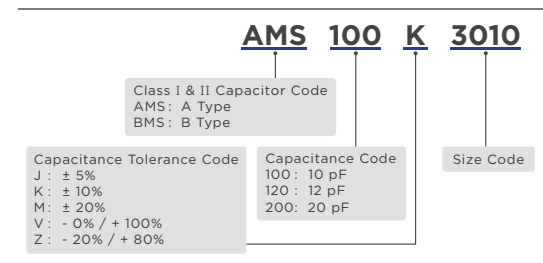 AMS 100 K 3010
Class I & II Capacitor Code
AMS: A Type
BMS: B Type
Capacitance Tolerance Code
J: ± 5%
K: ± 10%
M: ± 20%
V: - 0% / + 100%
Z: - 20% / + 80%
Capacitance Code
100: 10 pF
120: 12 pF
200: 20 pF
Size Code